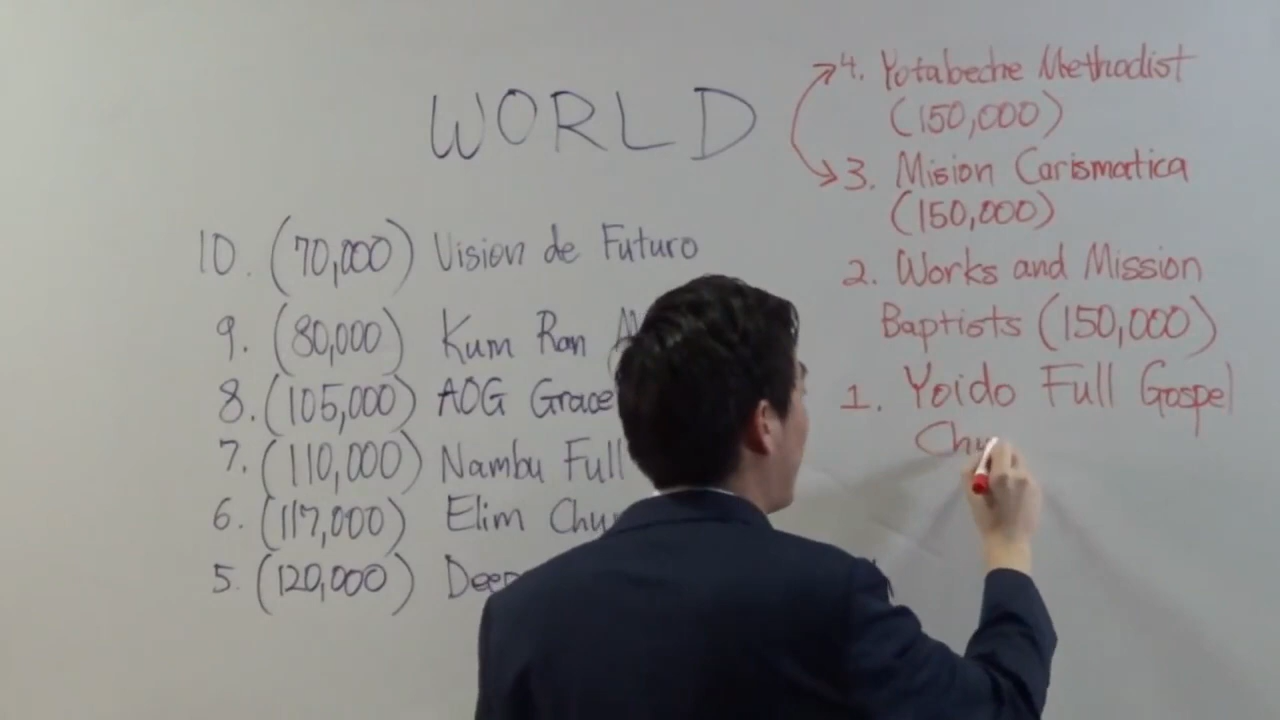 WORLD
10. (70,000) Vision de Futuro
9. (80,000) Kum Ran
8. (105,000) AOG Grace
7. (110,000) Nambu Full
6. (117,000) Elim
5. (120,000)
4. Yotabeche Methodist
(150,000)
3. Mision Carismatica
(150,000)
2. Works and Mission
Baptists (150,000)
1. Yoido Full Gospel